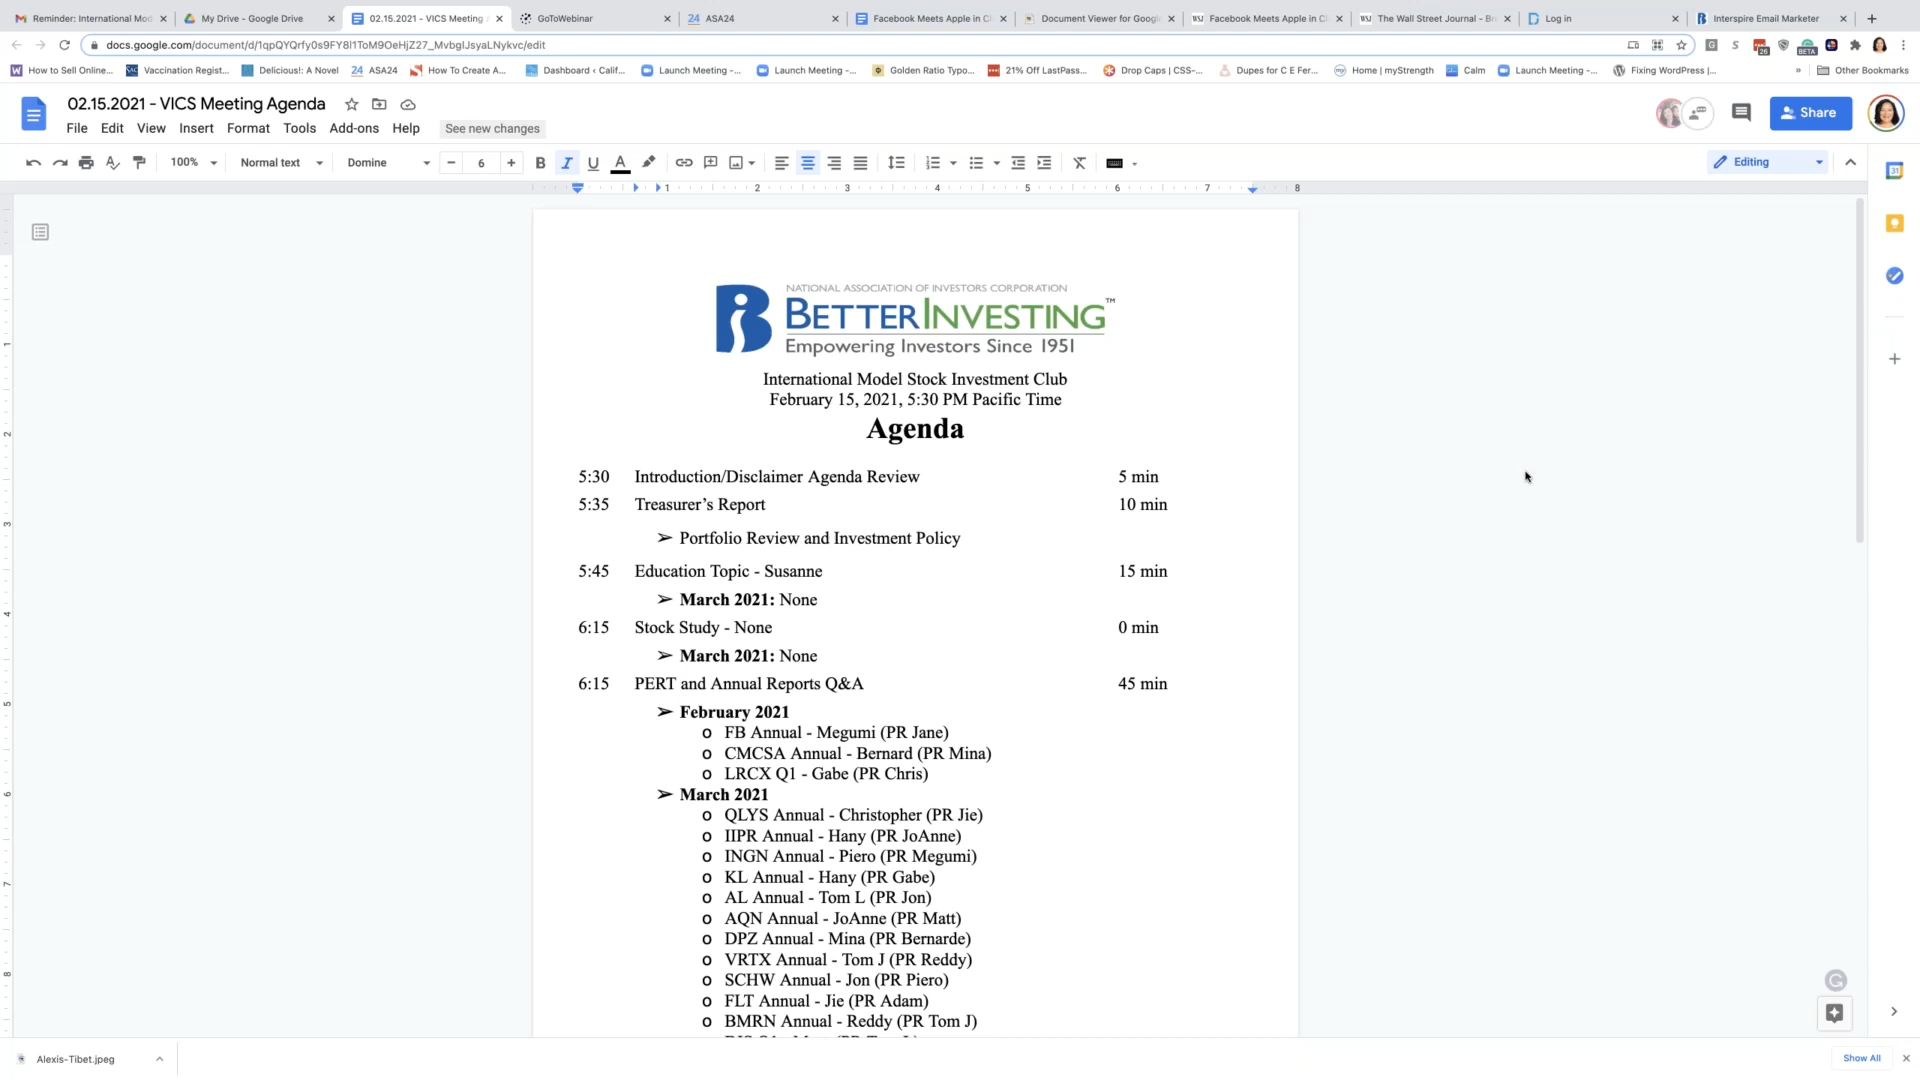 Reminder: International Mod
My Drive - Google Drive
02.15.2021 - VICS Meeting
GoToWebinar
ASA24
Facebook Meets Apple in C
Document Viewer for Google
Facebook Meets Apple in C
The Wall Street Journal - Br
Log in
Interspire Email Marketer
docs.google.com/document/d/1qpQYQrfy0s9FY8l1ToM9OeHjZ27_MvbglJsyaLNykvc/edit
How to Sell Online...
Vaccination Regist...
Delicious!: A Novel
ASA24
How To Create A...
Dashboard ‹ Calif...
Launch Meeting -...
Launch Meeting -...
Golden Ratio Typo...
21% Off LastPass...
Drop Caps | CSS-...
Dupes for C E Fer...
Home | myStrength
Calm
Launch Meeting -...
Fixing WordPress |...
Other Bookmarks
02.15.2021 - VICS Meeting Agenda
File Edit View Insert Format Tools Add-ons Help See new changes
Share
100% Normal text Domine 6 Editing
1 2 3 4 5 6 7 8
NATIONAL ASSOCIATION OF INVESTORS CORPORATION
BETTERINVESTING™
Empowering Investors Since 1951
International Model Stock Investment Club
February 15, 2021, 5:30 PM Pacific Time
Agenda
5:30 Introduction/Disclaimer Agenda Review 5 min
5:35 Treasurer’s Report 10 min
➢ Portfolio Review and Investment Policy
5:45 Education Topic - Susanne 15 min
➢ March 2021: None
6:15 Stock Study - None 0 min
➢ March 2021: None
6:15 PERT and Annual Reports Q&A 45 min
➢ February 2021
o FB Annual - Megumi (PR Jane)
o CMCSA Annual - Bernard (PR Mina)
o LRCX Q1 - Gabe (PR Chris)
➢ March 2021
o QLYS Annual - Christopher (PR Jie)
o IIPR Annual - Hany (PR JoAnne)
o INGN Annual - Piero (PR Megumi)
o KL Annual - Hany (PR Gabe)
o AL Annual - Tom L (PR Jon)
o AQN Annual - JoAnne (PR Matt)
o DPZ Annual - Mina (PR Bernarde)
o VRTX Annual - Tom J (PR Reddy)
o SCHW Annual - Jon (PR Piero)
o FLT Annual - Jie (PR Adam)
o BMRN Annual - Reddy (PR Tom J)
Alexis-Tibet.jpeg
Show All